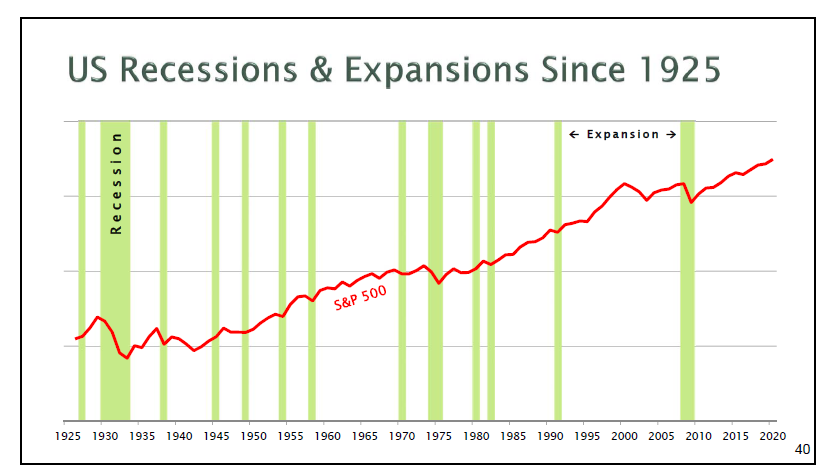 US Recessions & Expansions Since 1925
Recession
← Expansion →
S&P 500
1925 1930 1935 1940 1945 1950 1955 1960 1965 1970 1975 1980 1985 1990 1995 2000 2005 2010 2015 2020
40